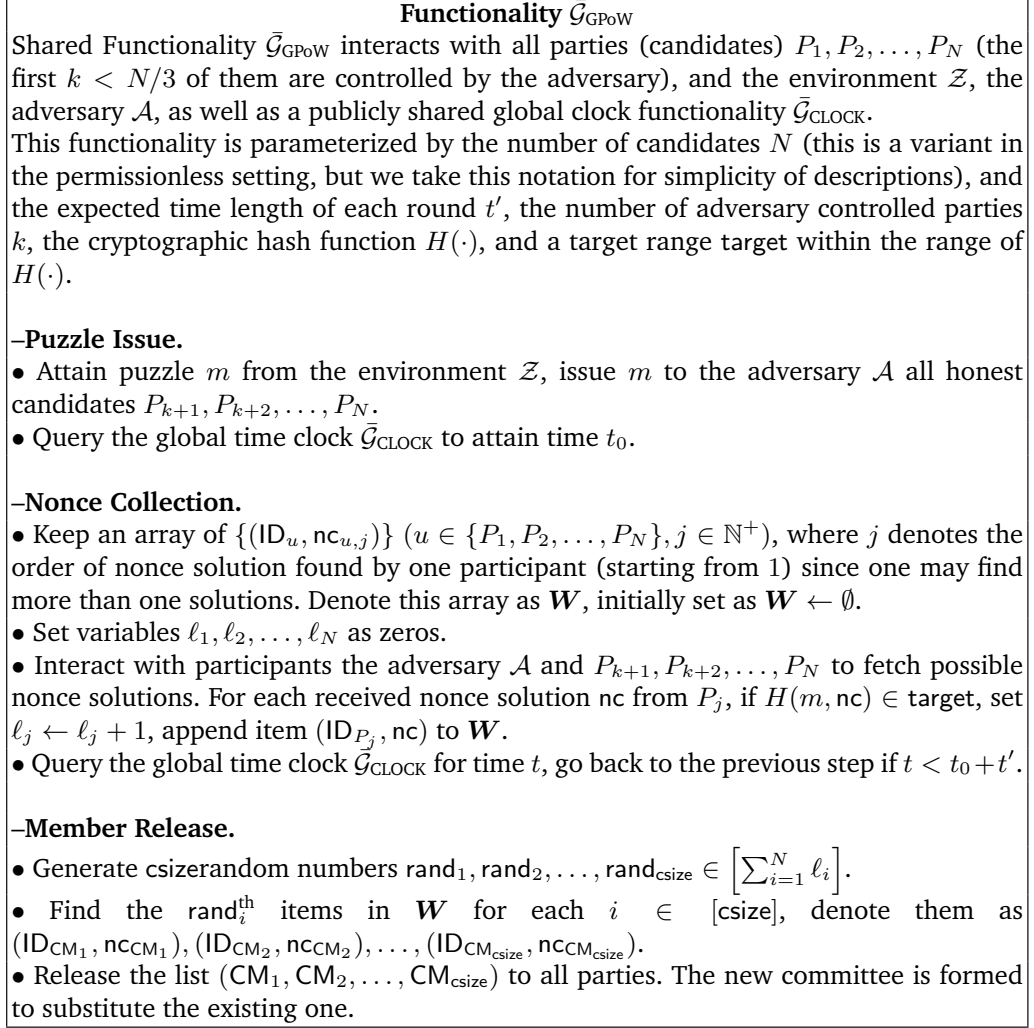 Functionality 𝒢_GPoW
Shared Functionality 𝒢̄_GPoW interacts with all parties (candidates) P_1, P_2, . . . , P_N (the
first k < N/3 of them are controlled by the adversary), and the environment 𝒵, the
adversary 𝒜, as well as a publicly shared global clock functionality 𝒢̄_CLOCK.
This functionality is parameterized by the number of candidates N (this is a variant in
the permissionless setting, but we take this notation for simplicity of descriptions), and
the expected time length of each round t′, the number of adversary controlled parties
k, the cryptographic hash function H(·), and a target range target within the range of
H(·).
–Puzzle Issue.
• Attain puzzle m from the environment 𝒵, issue m to the adversary 𝒜 all honest
candidates P_{k+1}, P_{k+2}, . . . , P_N.
• Query the global time clock 𝒢̄_CLOCK to attain time t_0.
–Nonce Collection.
• Keep an array of {(ID_u, nc_{u,j})} (u ∈ {P_1, P_2, . . . , P_N}, j ∈ ℕ^+), where j denotes the
order of nonce solution found by one participant (starting from 1) since one may find
more than one solutions. Denote this array as W, initially set as W ← ∅.
• Set variables ℓ_1, ℓ_2, . . . , ℓ_N as zeros.
• Interact with participants the adversary 𝒜 and P_{k+1}, P_{k+2}, . . . , P_N to fetch possible
nonce solutions. For each received nonce solution nc from P_j, if H(m, nc) ∈ target, set
ℓ_j ← ℓ_j + 1, append item (ID_{P_j}, nc) to W.
• Query the global time clock 𝒢̄_CLOCK for time t, go back to the previous step if t < t_0 + t′.
–Member Release.
• Generate csizerandom numbers rand_1, rand_2, . . . , rand_csize ∈ [∑_{i=1}^{N} ℓ_i].
• Find the rand_i^th items in W for each i ∈ [csize], denote them as
(ID_{CM_1}, nc_{CM_1}), (ID_{CM_2}, nc_{CM_2}), . . . , (ID_{CM_csize}, nc_{CM_csize}).
• Release the list (CM_1, CM_2, . . . , CM_csize) to all parties. The new committee is formed
to substitute the existing one.